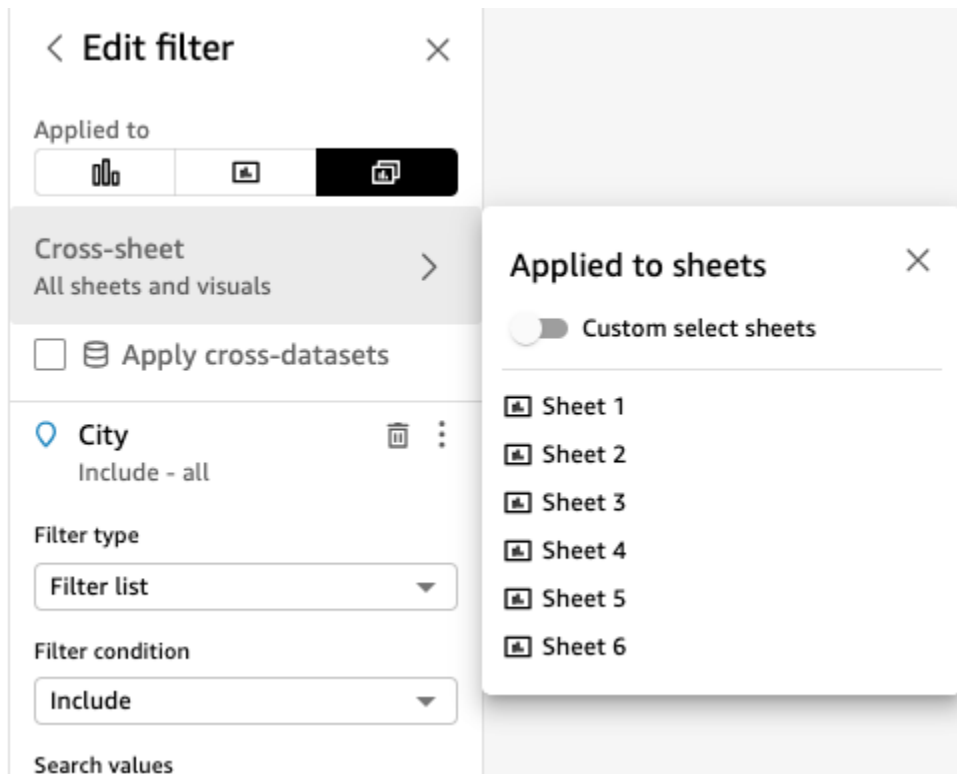 Edit filter
Applied to
Cross-sheet
All sheets and visuals
Apply cross-datasets
City
Include - all
Filter type
Filter list
Filter condition
Include
Search values
Applied to sheets
Custom select sheets
Sheet 1
Sheet 2
Sheet 3
Sheet 4
Sheet 5
Sheet 6